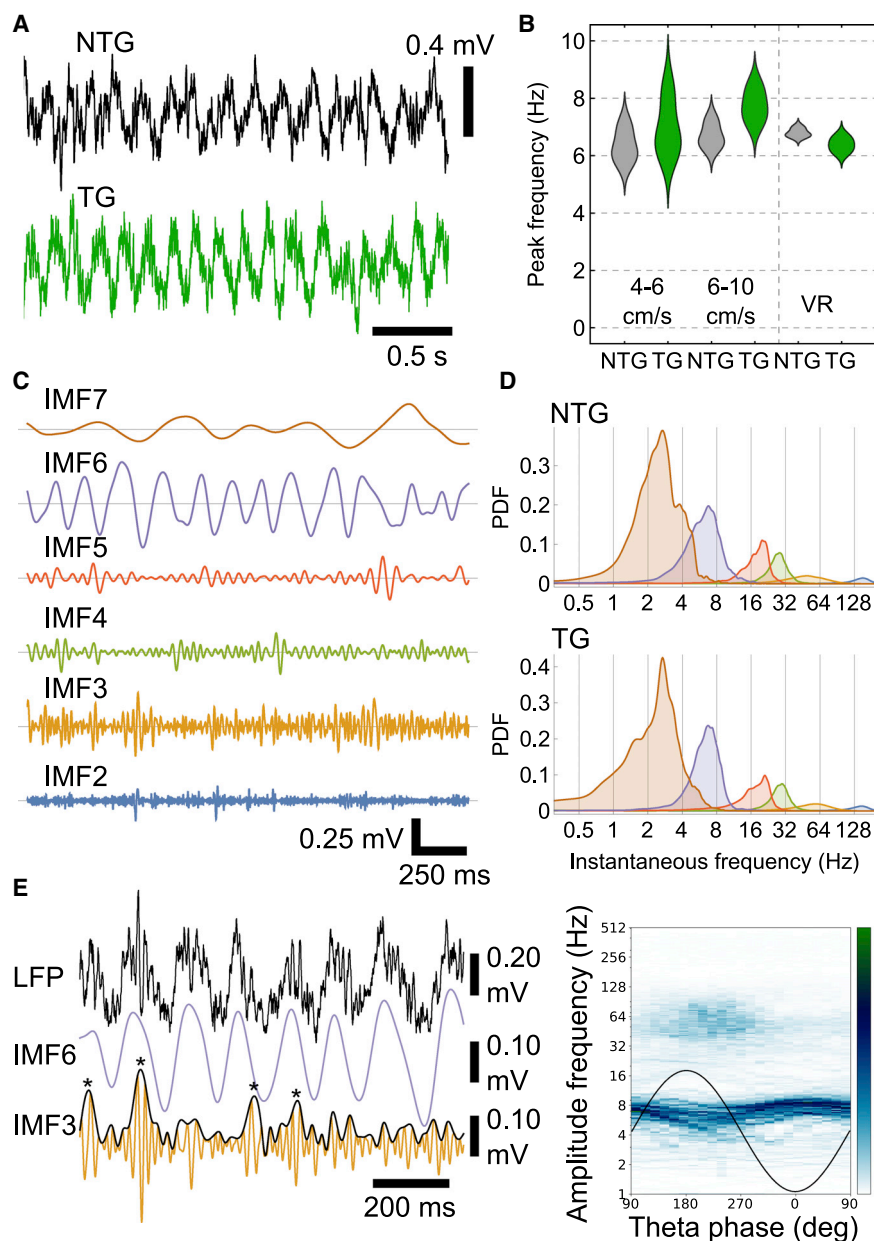 A
NTG
0.4 mV
TG
0.5 s
B
Peak frequency (Hz)
10
8
6
4
2
0
4-6
cm/s
6-10
cm/s
VR
NTG TG NTG TG NTG TG
C
IMF7
IMF6
IMF5
IMF4
IMF3
IMF2
0.25 mV
250 ms
D
NTG
PDF
0.3
0.2
0.1
0
0.5 1 2 4 8 16 32 64 128
TG
PDF
0.4
0.3
0.2
0.1
0
0.5 1 2 4 8 16 32 64 128
Instantaneous frequency (Hz)
E
LFP
0.20
mV
IMF6
0.10
mV
* * * *
IMF3
0.10
mV
200 ms
Amplitude frequency (Hz)
512
256
128
64
32
16
8
4
2
1
90 180 270 0 90
Theta phase (deg)